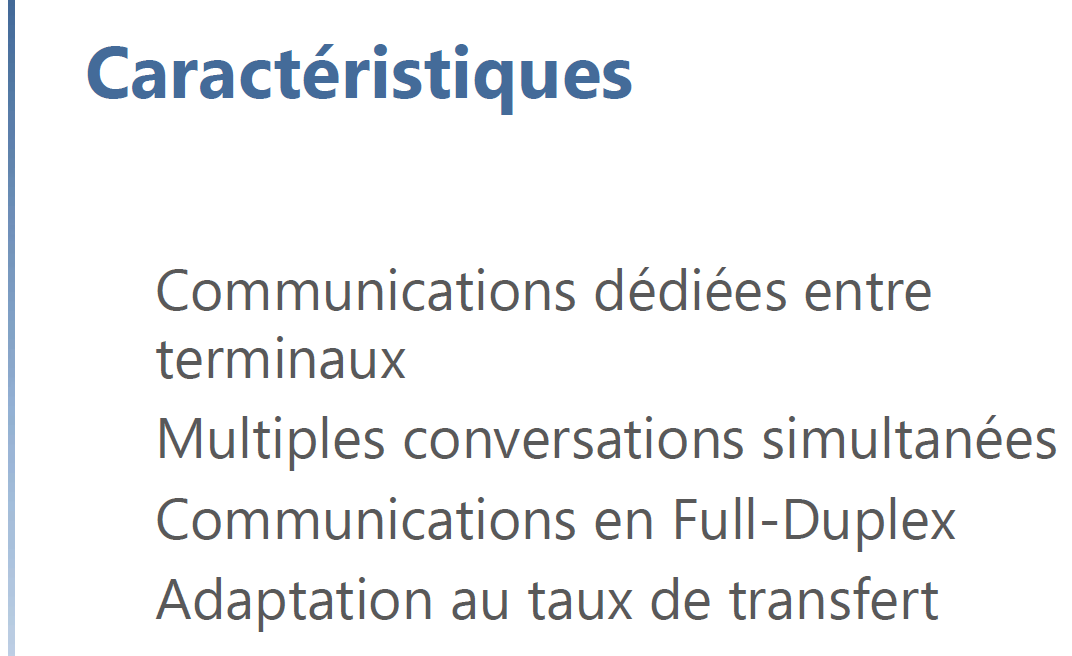 Caractéristiques
Communications dédiées entre
terminaux
Multiples conversations simultanées
Communications en Full-Duplex
Adaptation au taux de transfert